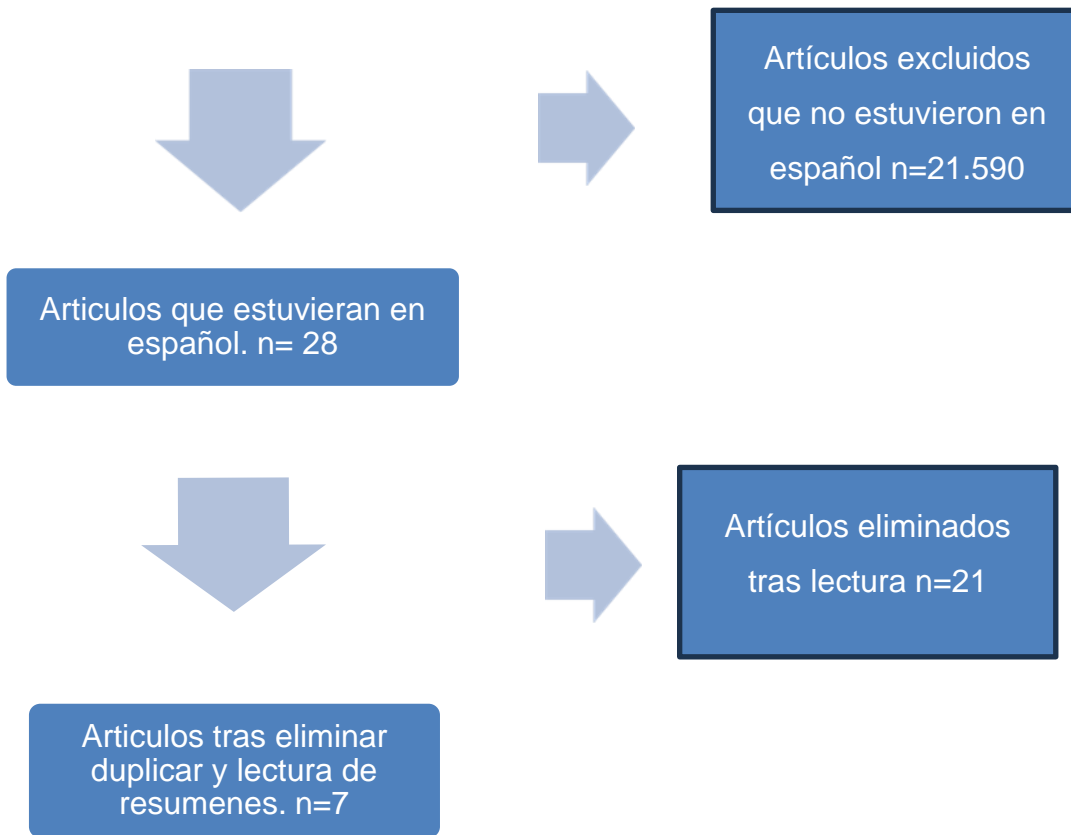 Artículos excluidos
que no estuvieron en
español n=21.590
Articulos que estuvieran en
español. n= 28
Artículos eliminados
tras lectura n=21
Articulos tras eliminar
duplicar y lectura de
resumenes. n=7